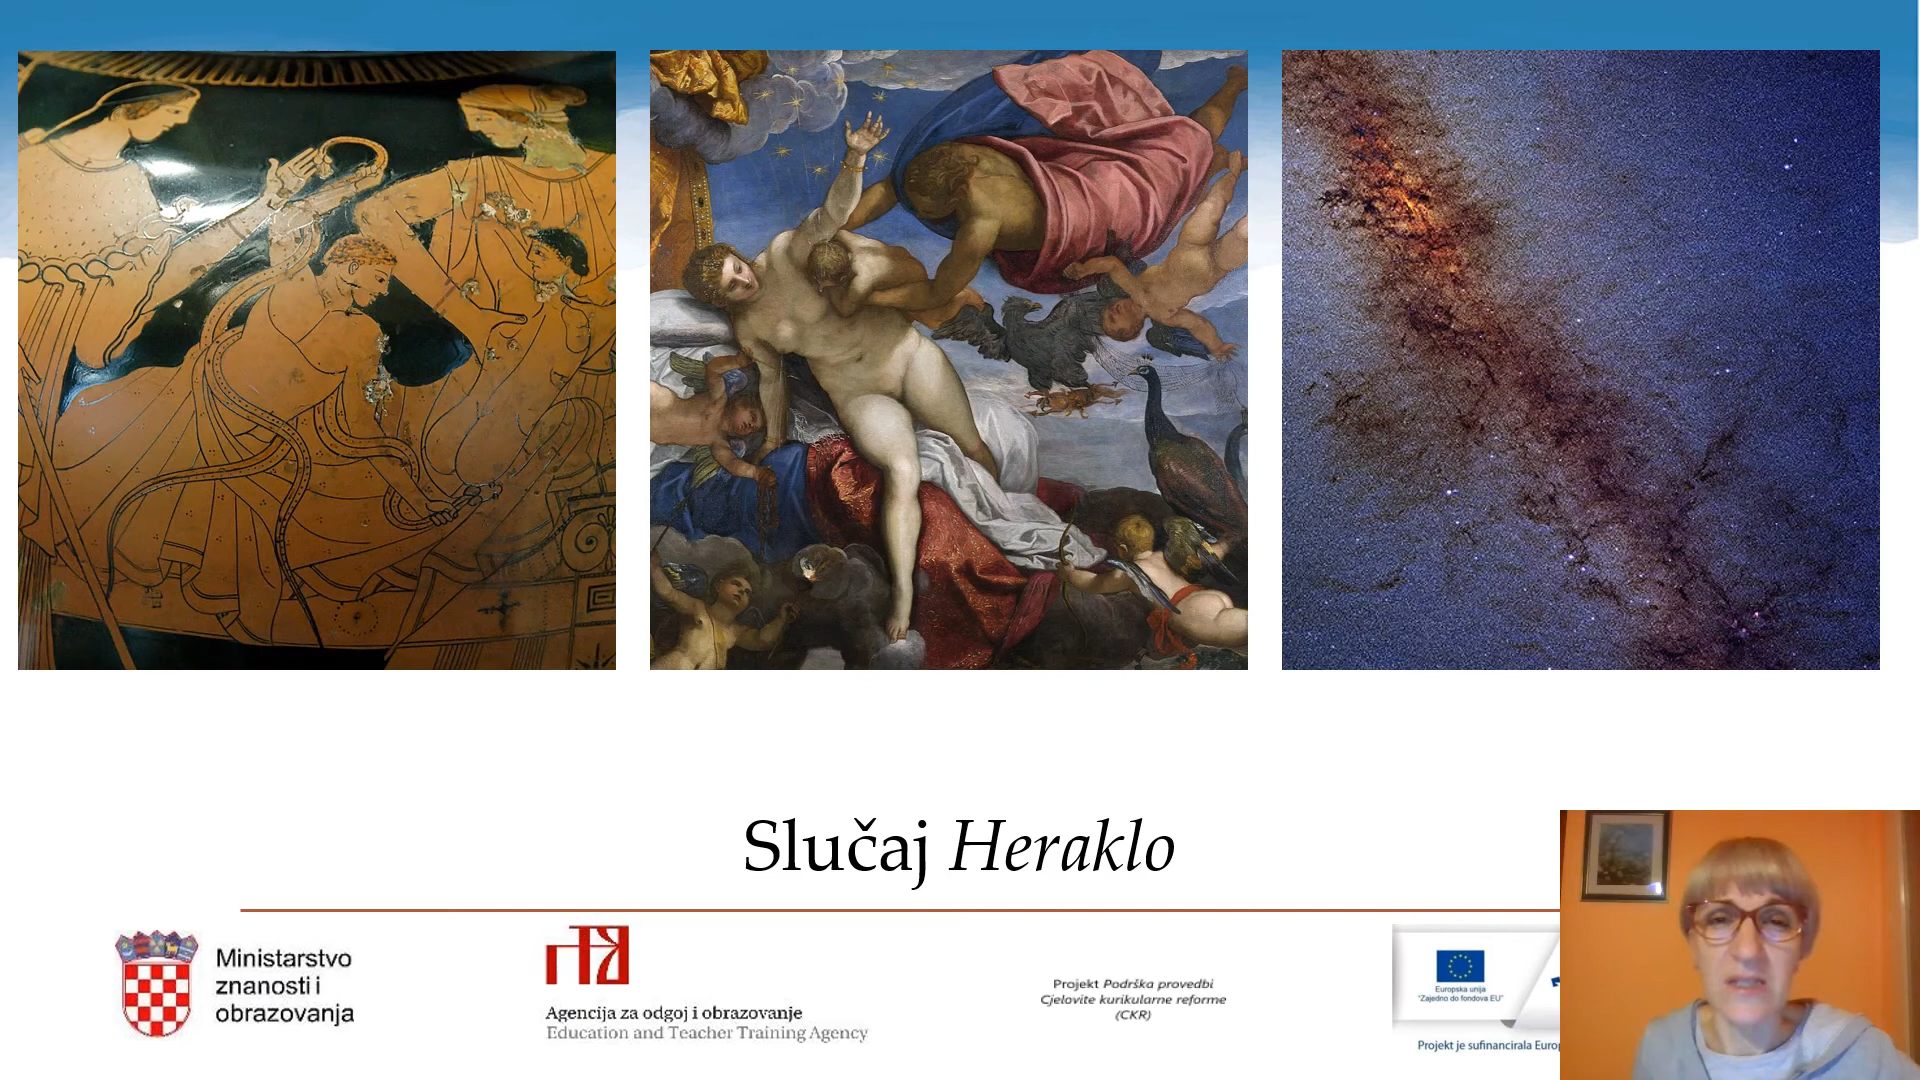 Slučaj Heraklo
Ministarstvo
znanosti i
obrazovanja
Agencija za odgoj i obrazovanje
Education and Teacher Training Agency
Projekt Podrška provedbi
Cjelovite kurikularne reforme
(CKR)
Europska unija
"Zajedno do fondova EU"
Projekt je sufinancirala Euro